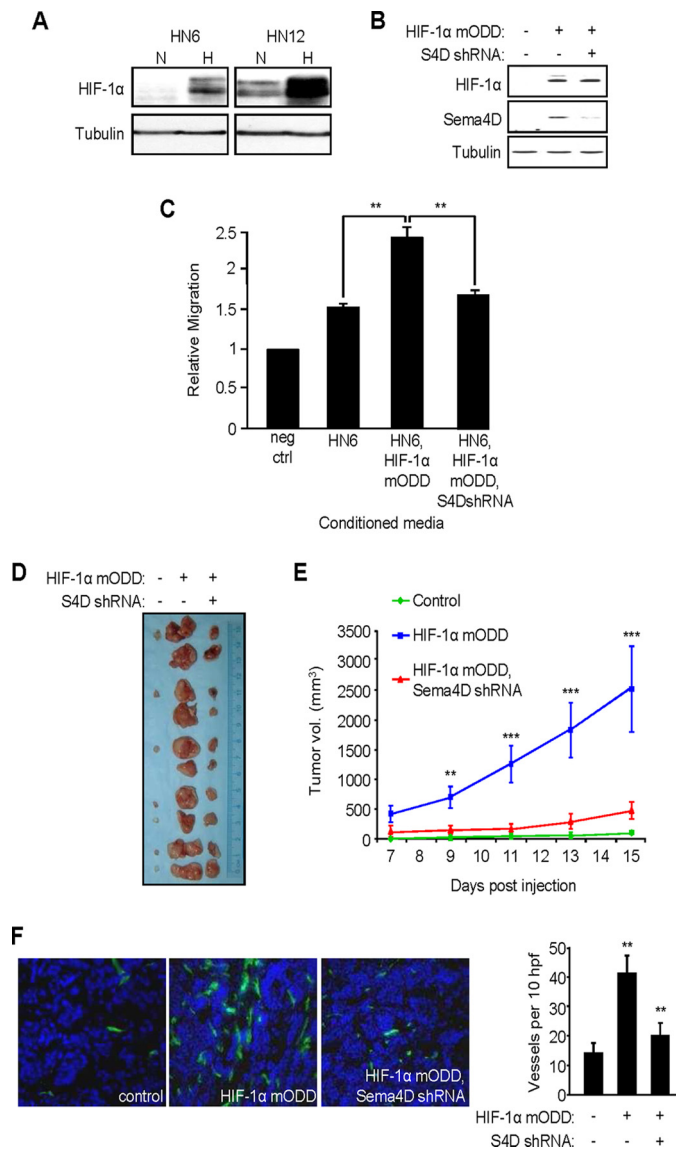 A
HN6 HN12
N H N H
HIF-1α
Tubulin
B
HIF-1α mODD: - + +
S4D shRNA: - - +
HIF-1α
Sema4D
Tubulin
C
** **
Relative Migration
2.5
2
1.5
1
0.5
0
neg ctrl
HN6
HN6, HIF-1α mODD
HN6, HIF-1α mODD, S4DshRNA
Conditioned media
D
HIF-1α mODD: - + +
S4D shRNA: - - +
E
Control
HIF-1α mODD
HIF-1α mODD, Sema4D shRNA
Tumor vol. (mm³)
3500
3000
2500
2000
1500
1000
500
0
** *** *** ***
7 8 9 10 11 12 13 14 15
Days post injection
F
control
HIF-1α mODD
HIF-1α mODD,
Sema4D shRNA
Vessels per 10 hpf
50
40
30
20
10
0
** **
HIF-1α mODD: - + +
S4D shRNA: - - +